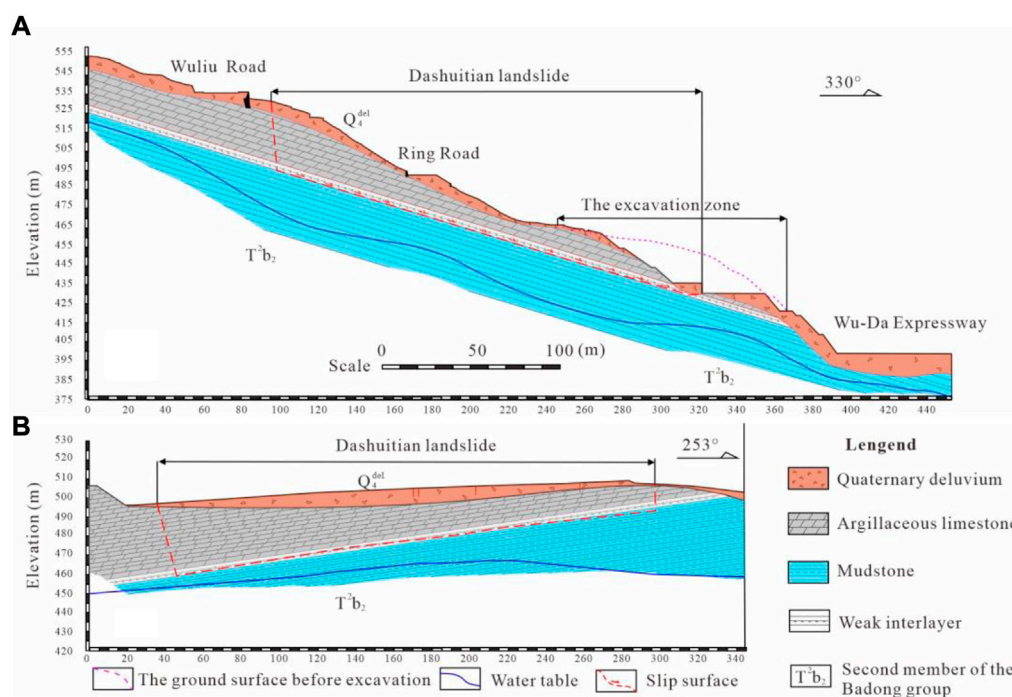 A
Wuliu Road
Dashuitian landslide
330°
Q4del
Ring Road
The excavation zone
T2b2
Wu-Da Expressway
Scale 0 50 100 (m)
T2b2
Elevation (m)
555
545
535
525
515
505
495
485
475
465
455
445
435
425
415
405
395
385
375
0 20 40 60 80 100 120 140 160 180 200 220 240 260 280 300 320 340 360 380 400 420 440
B
Dashuitian landslide
253°
Q4del
T2b2
Elevation (m)
530
520
510
500
490
480
470
460
450
440
430
420
0 20 40 60 80 100 120 140 160 180 200 220 240 260 280 300 320 340
Lengend
Quaternary deluvium
Argillaceous limestone
Mudstone
Weak interlayer
T2b2 Second member of the
Badong group
The ground surface before excavation
Water table
Slip surface